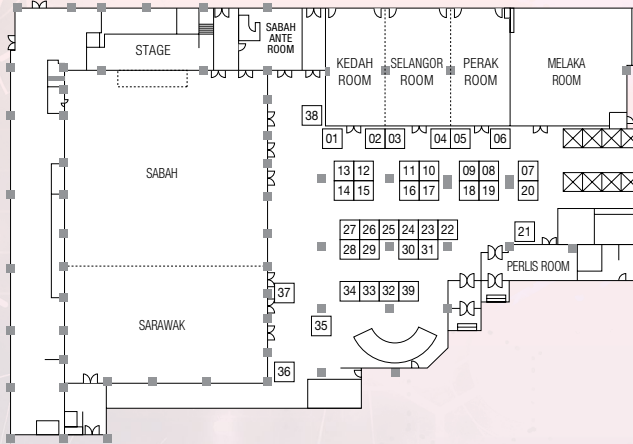 STAGE
SABAH
ANTE
ROOM
KEDAH
ROOM
SELANGOR
ROOM
PERAK
ROOM
MELAKA
ROOM
38
01
02 03
04 05
06
SABAH
13 12
14 15
11 10
16 17
09 08
18 19
07
20
27 26 25 24 23 22
28 29
30 31
21
PERLIS ROOM
37
34 33 32 39
SARAWAK
35
36